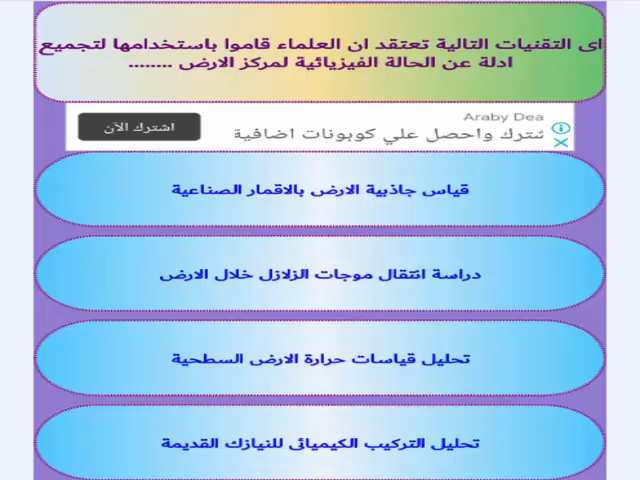 اى التقنيات التالية تعتقد ان العلماء قاموا باستخدامها لتجميع
ادلة عن الحالة الفيزيائية لمركز الارض ........
Araby Dea
شترك واحصل علي كوبونات اضافية
اشترك الآن
قياس جاذبية الارض بالاقمار الصناعية
دراسة انتقال موجات الزلازل خلال الارض
تحليل قياسات حرارة الارض السطحية
تحليل التركيب الكيميائى للنيازك القديمة